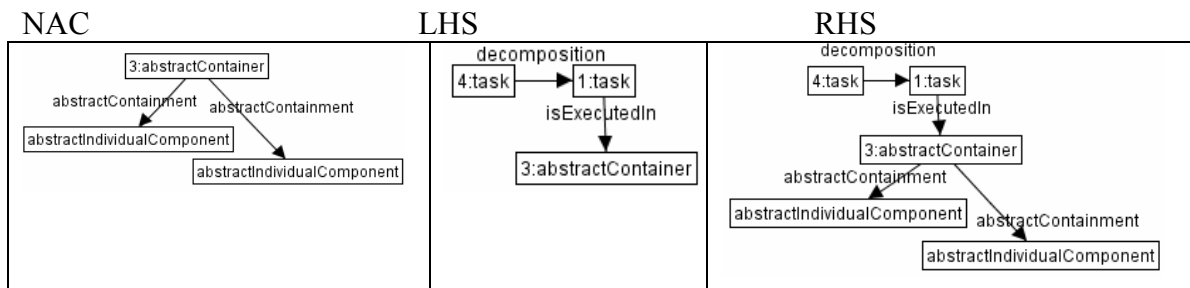 NAC LHS RHS
3:abstractContainer
abstractContainment
abstractContainment
abstractIndividualComponent
abstractIndividualComponent
decomposition
4:task 1:task
isExecutedIn
3:abstractContainer
decomposition
4:task 1:task
isExecutedIn
3:abstractContainer
abstractContainment
abstractIndividualComponent
abstractContainment
abstractIndividualComponent